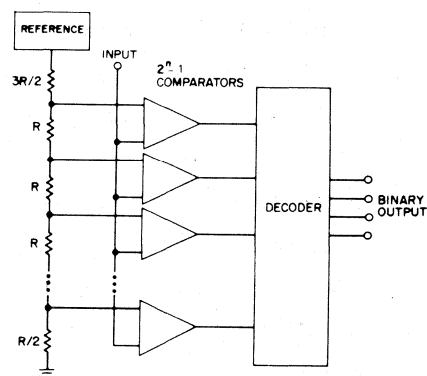 REFERENCE
INPUT
3R/2
2ⁿ-1
COMPARATORS
R
R
R
R/2
DECODER
BINARY
OUTPUT